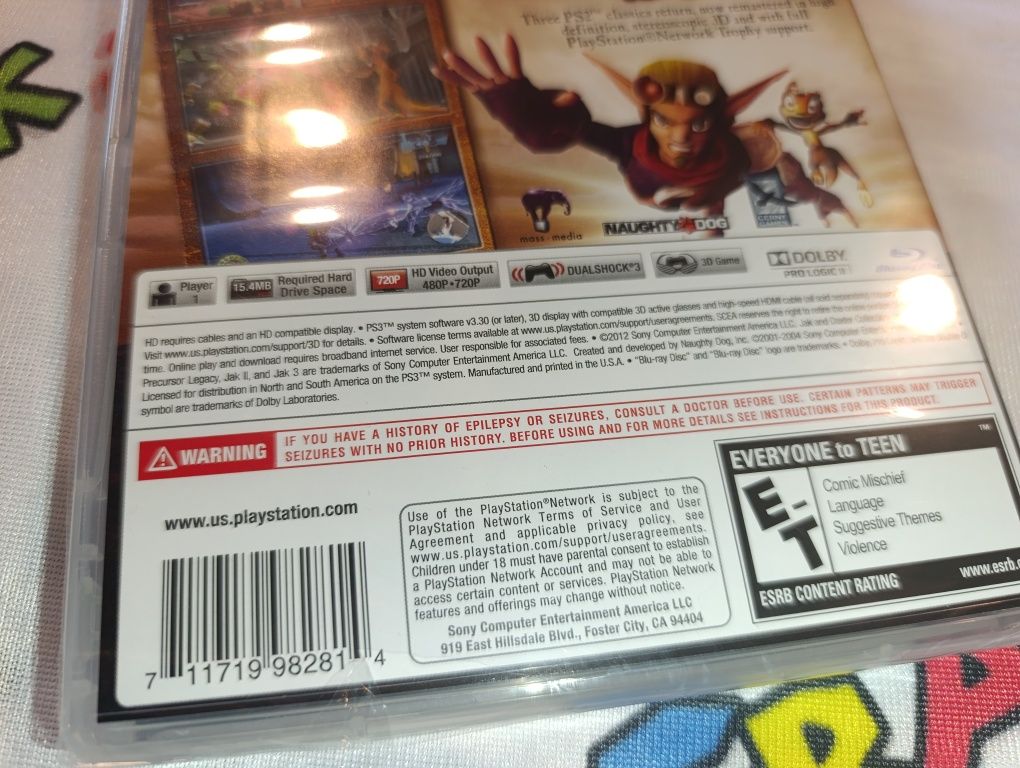 Three PS2™ classics return, now remastered in high
definition, stereoscopic 3D and with full
PlayStation®Network Trophy support.
mass media
NAUGHTY DOG
CERNY
GAMES
Player
1
15.4MB
Required Hard
Drive Space
720P
HD Video Output
480P•720P
DUALSHOCK®3
3D Game
DOLBY
PRO LOGIC II
HD requires cables and an HD compatible display. • PS3™ system software v3.30 (or later), 3D display with compatible 3D active glasses and high-speed HDMI cable (all sold
Visit www.us.playstation.com/support/3D for details. • Software license terms available at www.us.playstation.com/support/useragreements. SCEA reserves the right to retire the online
time. Online play and download requires broadband internet service. User responsible for associated fees. • ©2012 Sony Computer Entertainment America LLC. Jak and Daxter
Precursor Legacy, Jak II, and Jak 3 are trademarks of Sony Computer Entertainment America LLC. Created and developed by Naughty Dog, Inc. ©2001-2004 Sony Computer
Licensed for distribution in North and South America on the PS3™ system. Manufactured and printed in the U.S.A. • "Blu-ray Disc" and "Blu-ray Disc" logo are trademarks. • Dolby,
symbol are trademarks of Dolby Laboratories.
WARNING
IF YOU HAVE A HISTORY OF EPILEPSY OR SEIZURES, CONSULT A DOCTOR BEFORE USE. CERTAIN PATTERNS MAY TRIGGER
SEIZURES WITH NO PRIOR HISTORY. BEFORE USING AND FOR MORE DETAILS SEE INSTRUCTIONS FOR THIS PRODUCT.
www.us.playstation.com
7 11719 98281 4
Use of the PlayStation®Network is subject to the
PlayStation Network Terms of Service and User
Agreement and applicable privacy policy, see
www.us.playstation.com/support/useragreements.
Children under 18 must have parental consent to establish
a PlayStation Network Account and may not be able to
access certain content or services. PlayStation Network
features and offerings may change without notice.
Sony Computer Entertainment America LLC
919 East Hillsdale Blvd., Foster City, CA 94404
EVERYONE to TEEN
TM
E-T
Comic Mischief
Language
Suggestive Themes
Violence
ESRB CONTENT RATING
www.esrb.